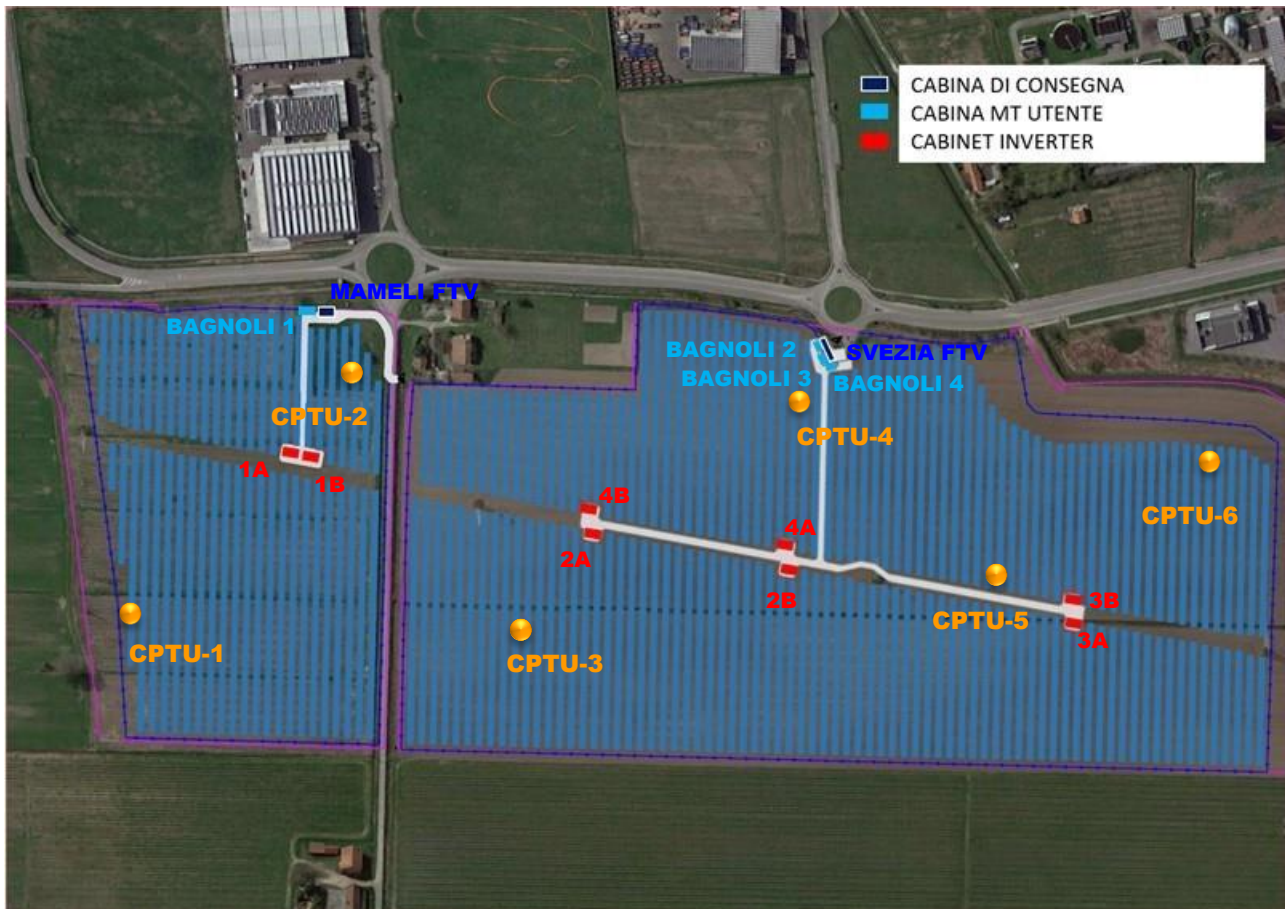 CABINA DI CONSEGNA
CABINA MT UTENTE
CABINET INVERTER
MAMELI FTV
BAGNOLI 1
BAGNOLI 2
SVEZIA FTV
BAGNOLI 3
BAGNOLI 4
CPTU-2
CPTU-4
1A
1B
CPTU-6
4B
4A
2A
2B
3B
CPTU-5
3A
CPTU-1
CPTU-3